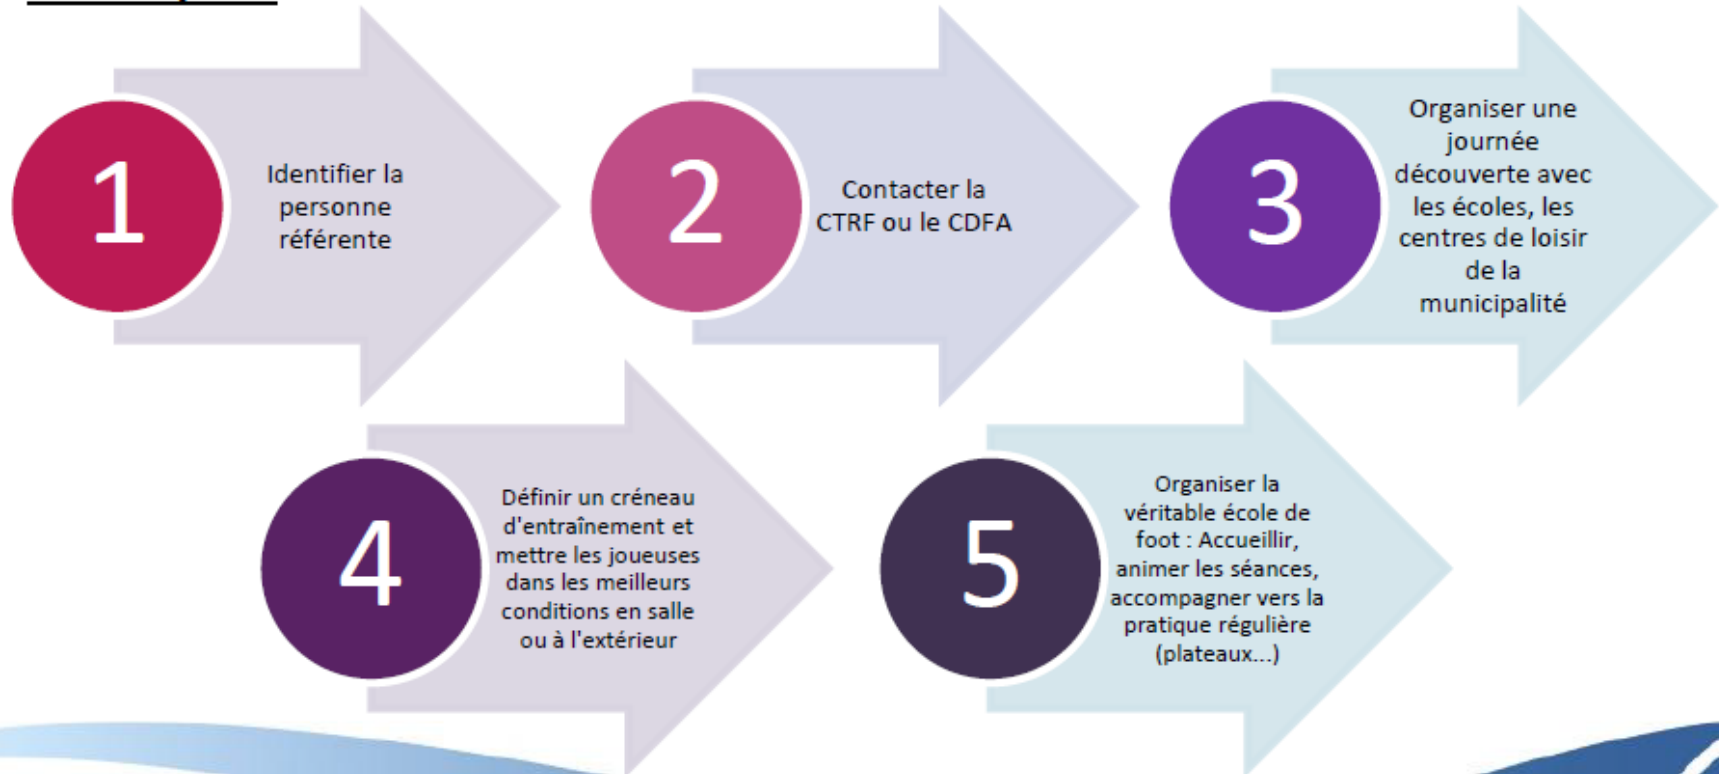 1
Identifier la
personne
référente
2
Contacter la
CTRF ou le CDFA
3
Organiser une
journée
découverte avec
les écoles, les
centres de loisir
de la
municipalité
4
Définir un créneau
d'entraînement et
mettre les joueuses
dans les meilleurs
conditions en salle
ou à l'extérieur
5
Organiser la
véritable école de
foot : Accueillir,
animer les séances,
accompagner vers la
pratique régulière
(plateaux...)